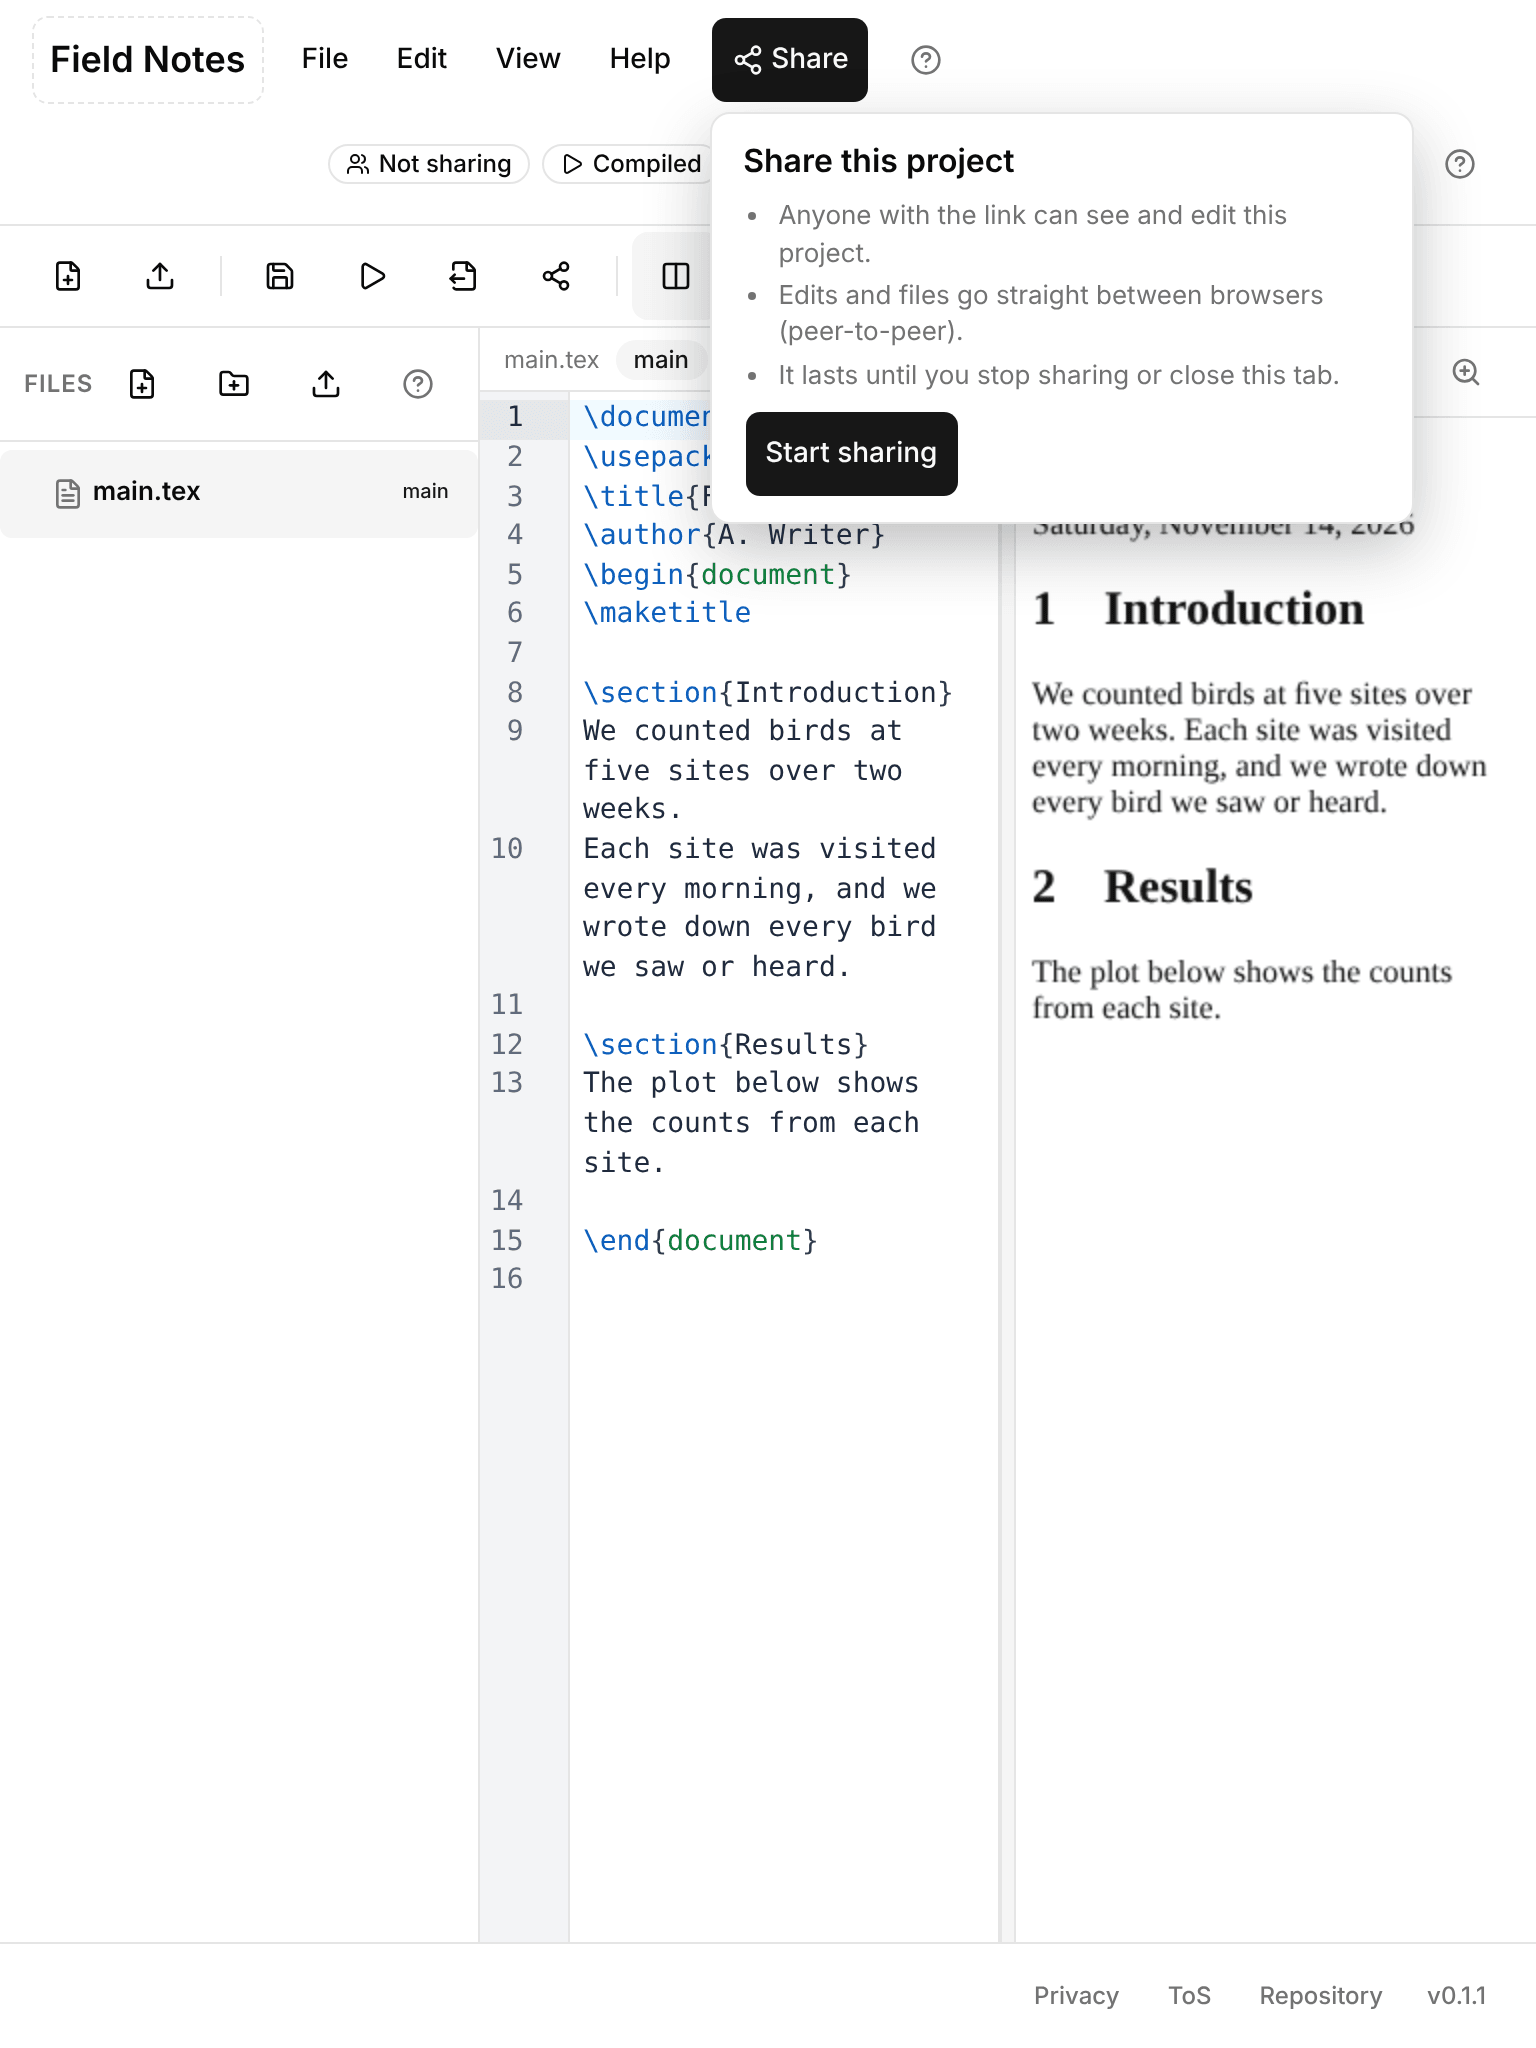 Field Notes
File
Edit
View
Help
Share
Not sharing
Compiled
Share this project
Anyone with the link can see and edit this
project.
Edits and files go straight between browsers
(peer-to-peer).
It lasts until you stop sharing or close this tab.
Start sharing
FILES
main.tex
main
main.tex
main
1
2 
3 \title{
4 \author{A. Writer}
5 \begin{document}
6 \maketitle
7
8 \section{Introduction}
9 We counted birds at
five sites over two
weeks.
10 Each site was visited
every morning, and we
wrote down every bird
we saw or heard.
11
12 \section{Results}
13 The plot below shows
the counts from each
site.
14
15 \end{document}
16
Saturday, November 14, 2026
1 Introduction
We counted birds at five sites over
two weeks. Each site was visited
every morning, and we wrote down
every bird we saw or heard.
2 Results
The plot below shows the counts
from each site.
Privacy
ToS
Repository
v0.1.1